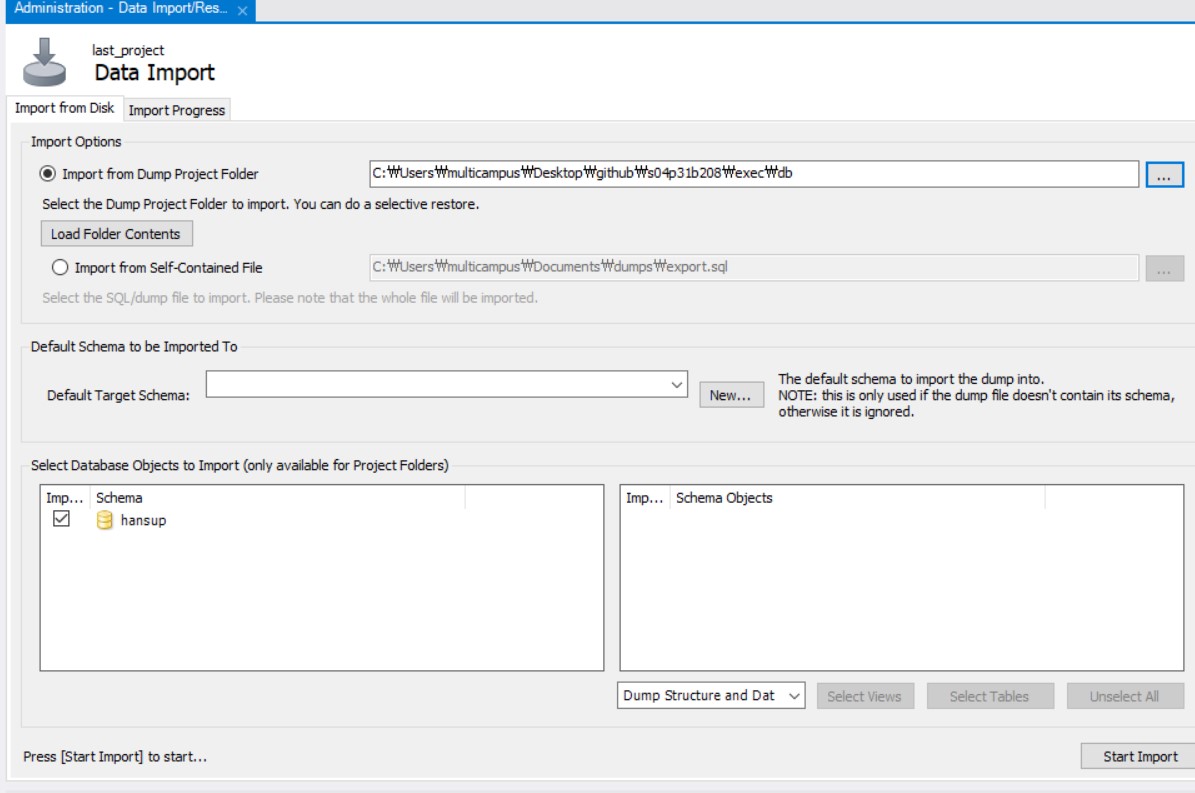 Administration - Data Import/Res... ×
last_project
Data Import
Import from Disk Import Progress
Import Options
Import from Dump Project Folder C:₩Users₩multicampus₩Desktop₩github₩s04p31b208₩exec₩db ...
Select the Dump Project Folder to import. You can do a selective restore.
Load Folder Contents
Import from Self-Contained File C:₩Users₩multicampus₩Documents₩dumps₩export.sql ...
Select the SQL/dump file to import. Please note that the whole file will be imported.
Default Schema to be Imported To
Default Target Schema: New...
The default schema to import the dump into.
NOTE: this is only used if the dump file doesn't contain its schema,
otherwise it is ignored.
Select Database Objects to Import (only available for Project Folders)
Imp... Schema
hansup
Imp... Schema Objects
Dump Structure and Dat Select Views Select Tables Unselect All
Press [Start Import] to start... Start Import